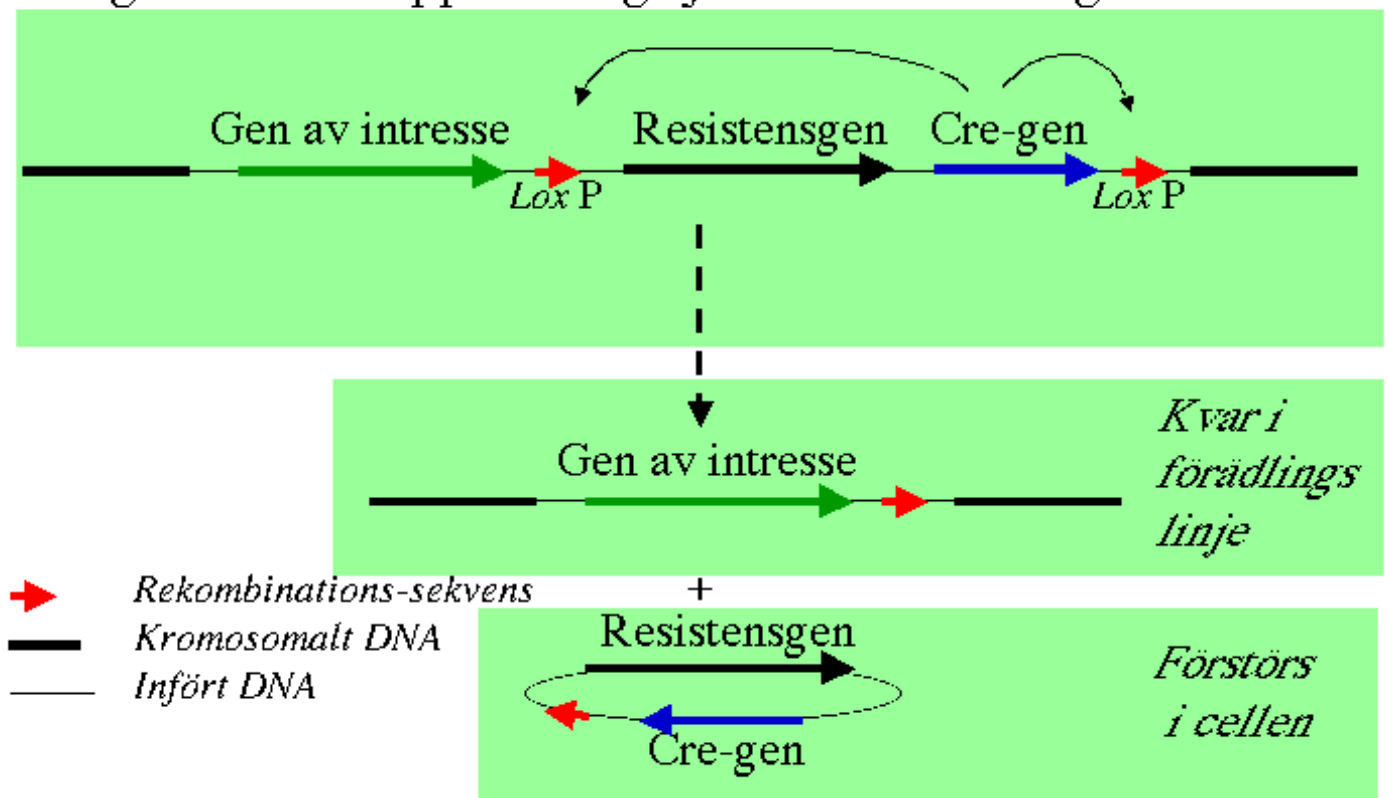 Gen av intresse Resistensgen Cre-gen
Lox P Lox P
Gen av intresse
Kvar i
förädlings
linje
Rekombinations-sekvens
+
Kromosomalt DNA
Infört DNA
Resistensgen
Cre-gen
Förstörs
i cellen